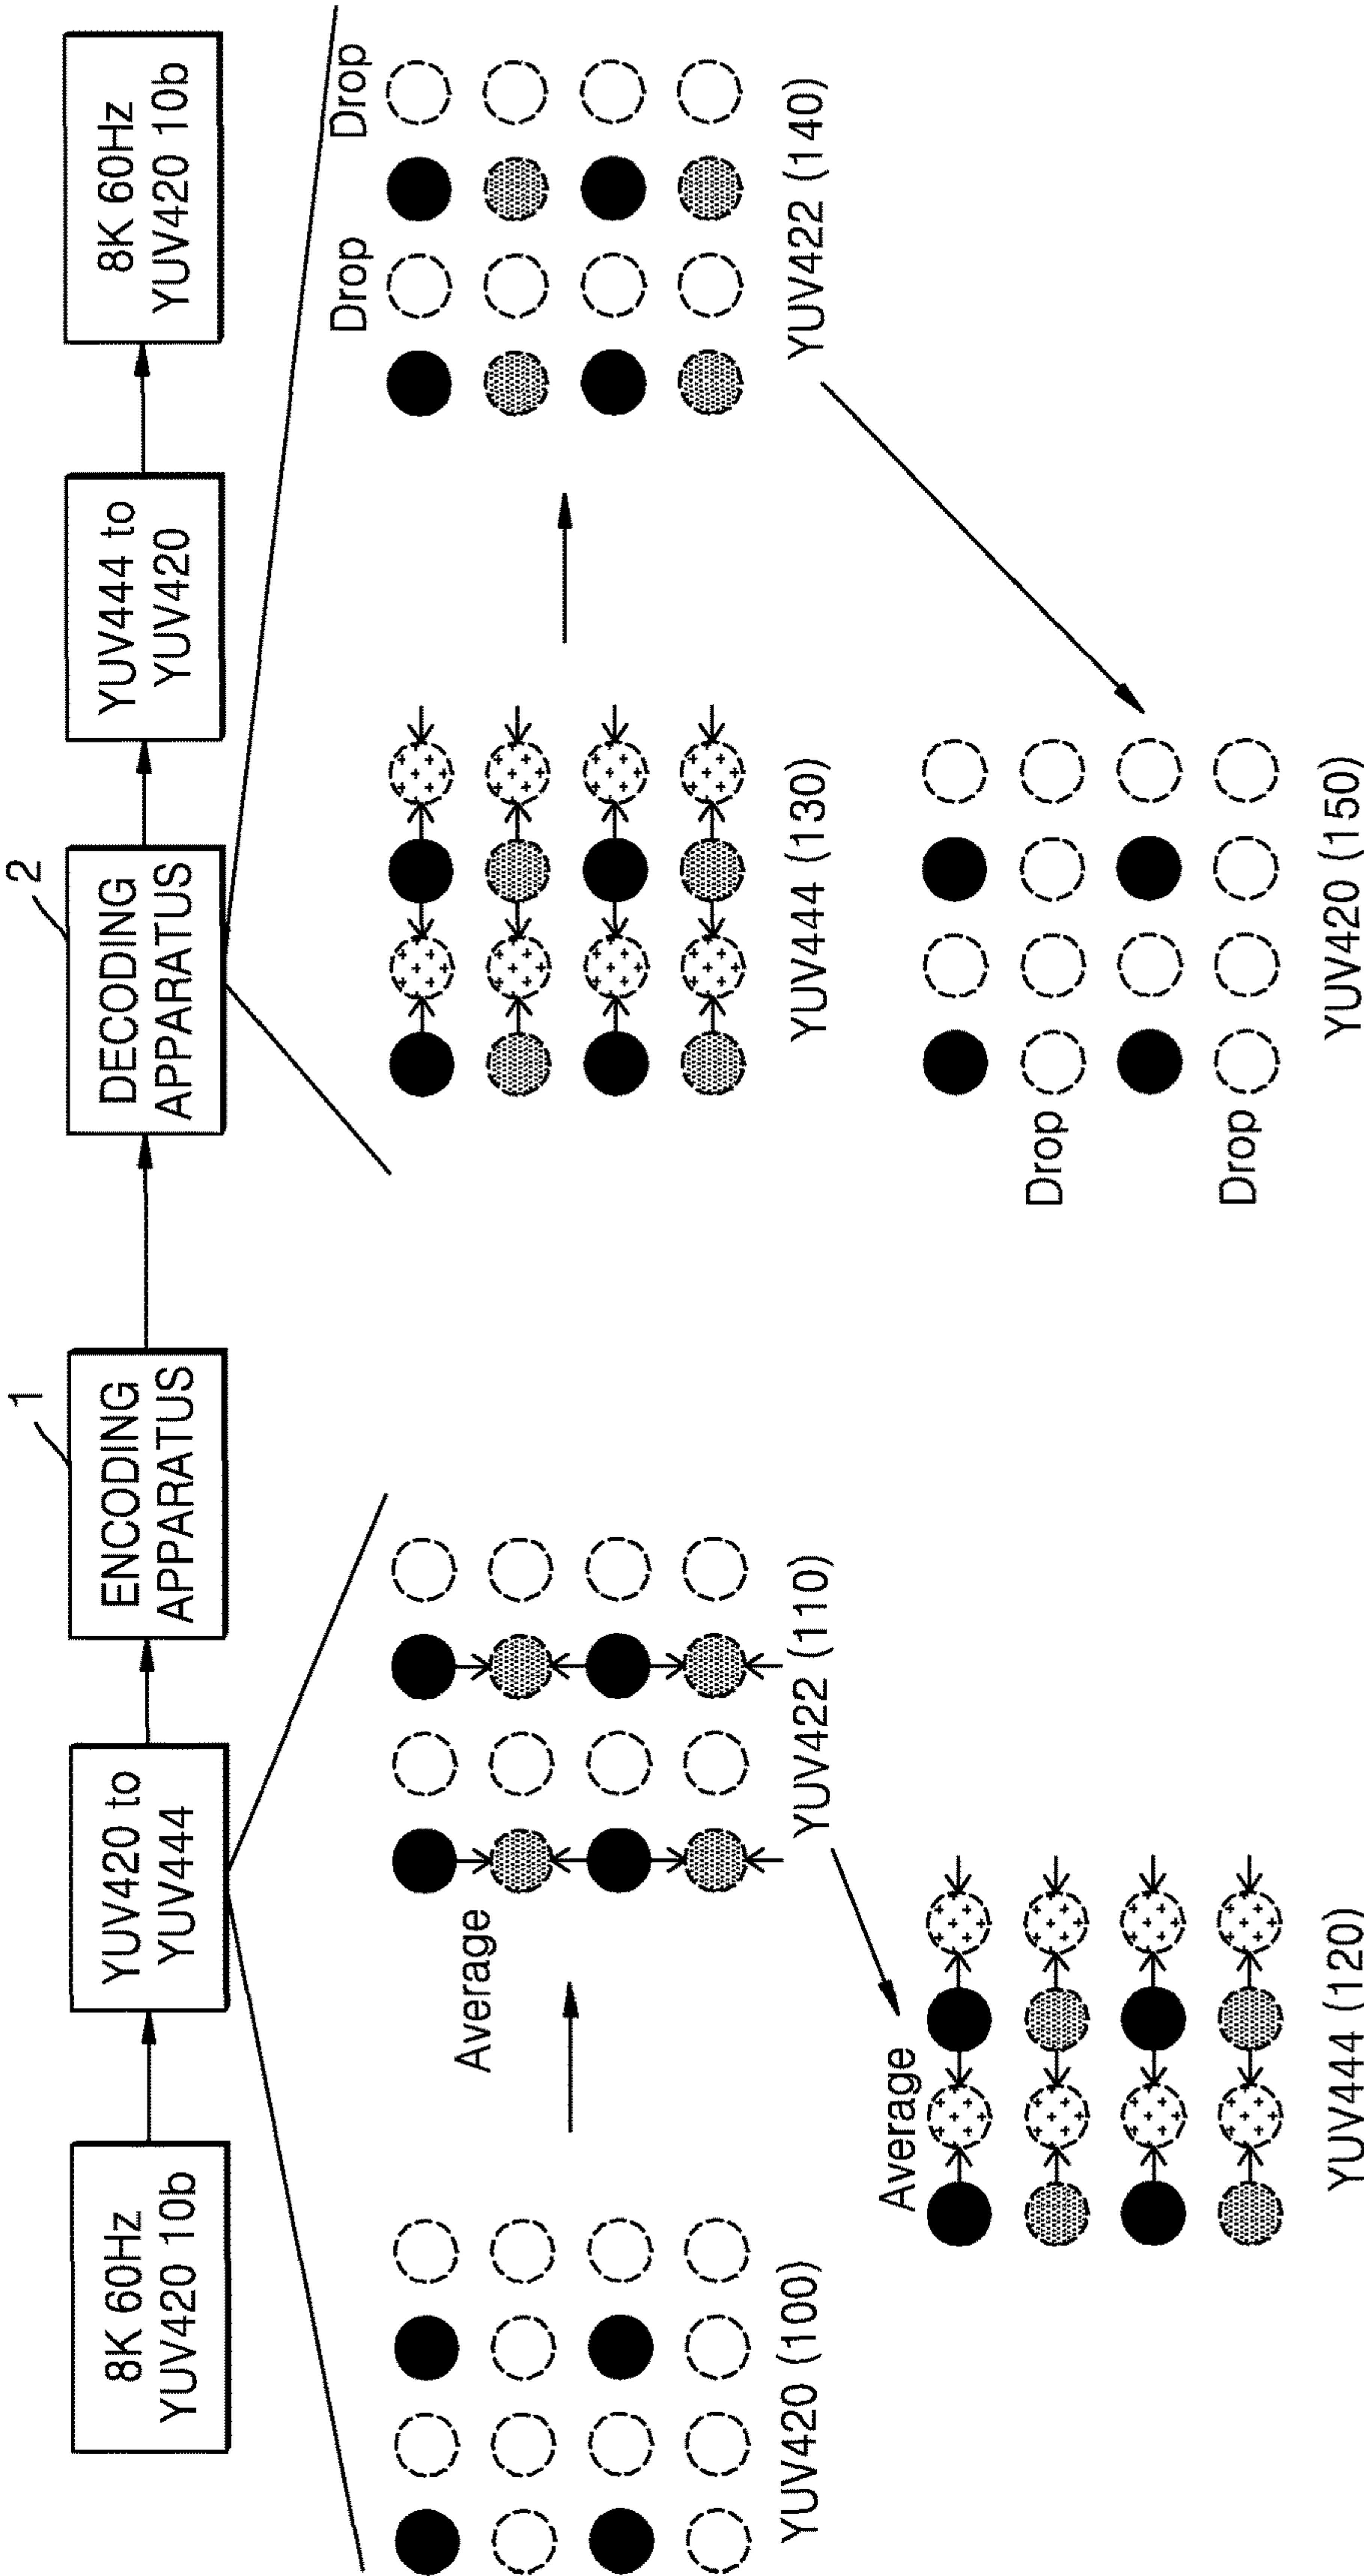 8K 60Hz
YUV420 10b
YUV420 to
YUV444
1
ENCODING
APPARATUS
2
DECODING
APPARATUS
YUV444 to
YUV420
8K 60Hz
YUV420 10b
YUV420 (100)
Average
YUV422 (110)
Average
YUV444 (120)
YUV444 (130)
Drop
Drop
YUV422 (140)
Drop
Drop
YUV420 (150)